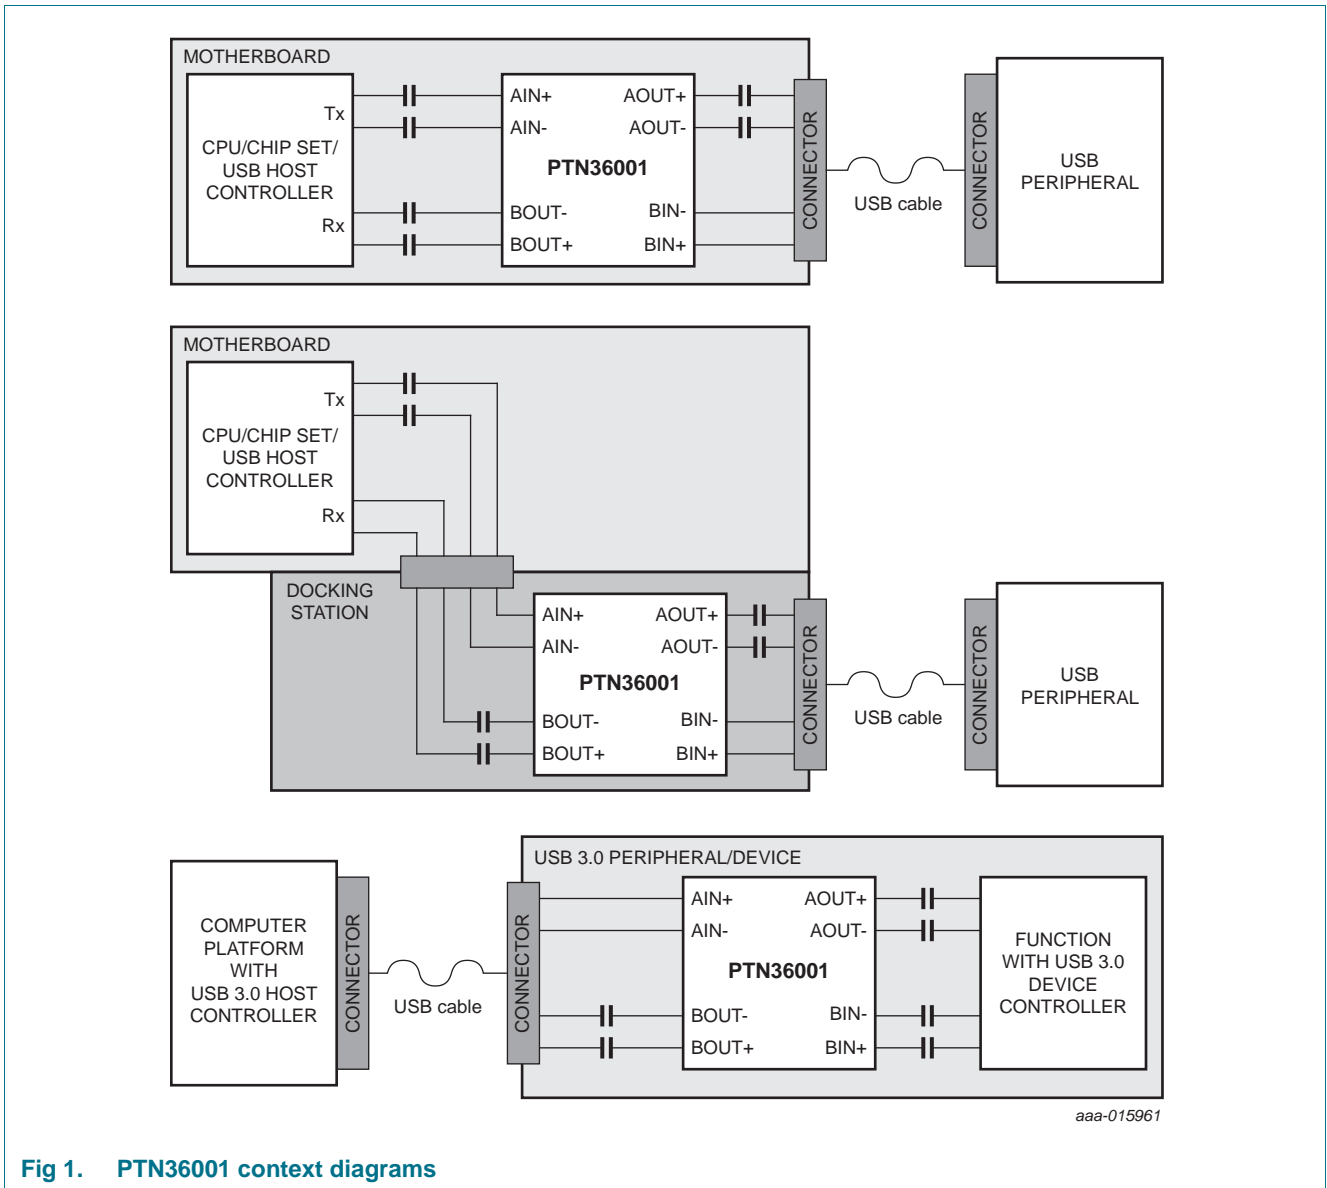 MOTHERBOARD
Tx
CPU/CHIP SET/
USB HOST
CONTROLLER
Rx
AIN+
AOUT+
AIN-
AOUT-
PTN36001
BOUT-
BIN-
BOUT+
BIN+
CONNECTOR
USB cable
CONNECTOR
USB
PERIPHERAL
MOTHERBOARD
Tx
CPU/CHIP SET/
USB HOST
CONTROLLER
Rx
DOCKING
STATION
AIN+
AOUT+
AIN-
AOUT-
PTN36001
BOUT-
BIN-
BOUT+
BIN+
CONNECTOR
USB cable
CONNECTOR
USB
PERIPHERAL
COMPUTER
PLATFORM
WITH
USB 3.0 HOST
CONTROLLER
CONNECTOR
USB cable
CONNECTOR
USB 3.0 PERIPHERAL/DEVICE
AIN+
AOUT+
AIN-
AOUT-
PTN36001
BOUT-
BIN-
BOUT+
BIN+
FUNCTION
WITH USB 3.0
DEVICE
CONTROLLER
aaa-015961
Fig 1. PTN36001 context diagrams